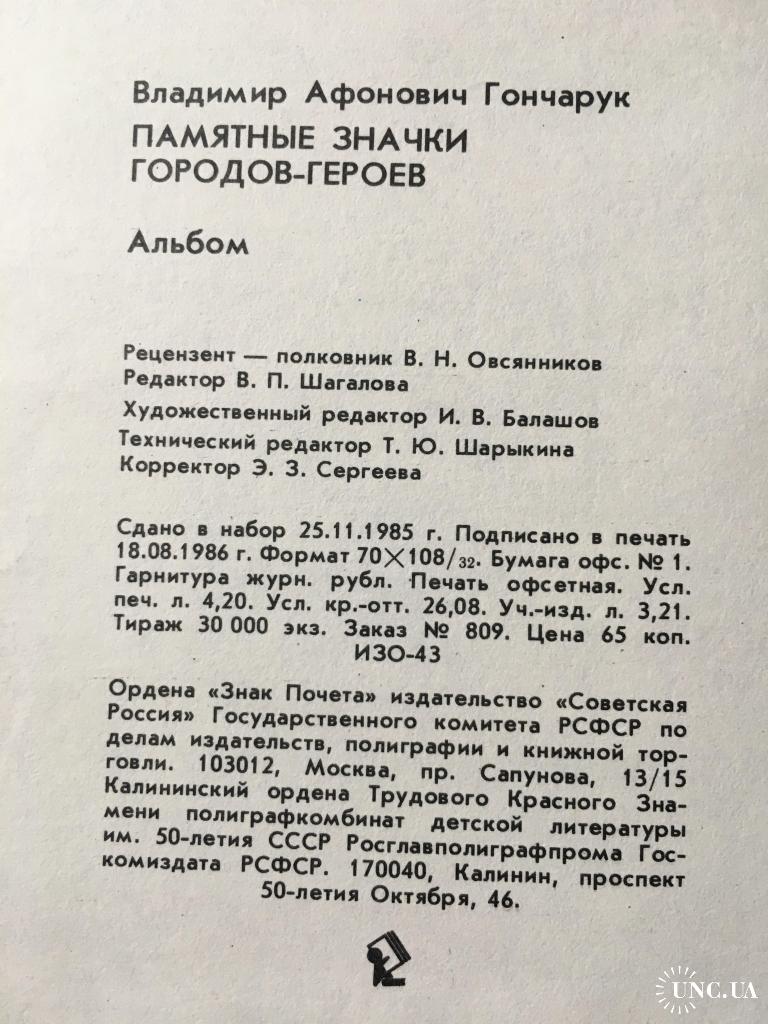 Владимир Афонович Гончарук
ПАМЯТНЫЕ ЗНАЧКИ
ГОРОДОВ-ГЕРОЕВ
Альбом
Рецензент — полковник В. Н. Овсянников
Редактор В. П. Шагалова
Художественный редактор И. В. Балашов
Технический редактор Т. Ю. Шарыкина
Корректор Э. З. Сергеева
Сдано в набор 25.11.1985 г. Подписано в печать
18.08.1986 г. Формат 70×108/32. Бумага офс. № 1.
Гарнитура журн. рубл. Печать офсетная. Усл.
печ. л. 4,20. Усл. кр.-отт. 26,08. Уч.-изд. л. 3,21.
Тираж 30 000 экз. Заказ № 809. Цена 65 коп.
ИЗО-43
Ордена «Знак Почета» издательство «Советская
Россия» Государственного комитета РСФСР по
делам издательств, полиграфии и книжной тор-
говли. 103012, Москва, пр. Сапунова, 13/15
Калининский ордена Трудового Красного Зна-
мени полиграфкомбинат детской литературы
им. 50-летия СССР Росглавполиграфпрома Гос-
комиздата РСФСР. 170040, Калинин, проспект
50-летия Октября, 46.
UNC.UA